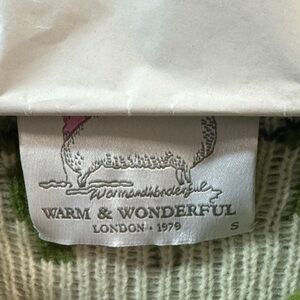 Warmandwonderful
WARM & WONDERFUL
LONDON • 1979
S